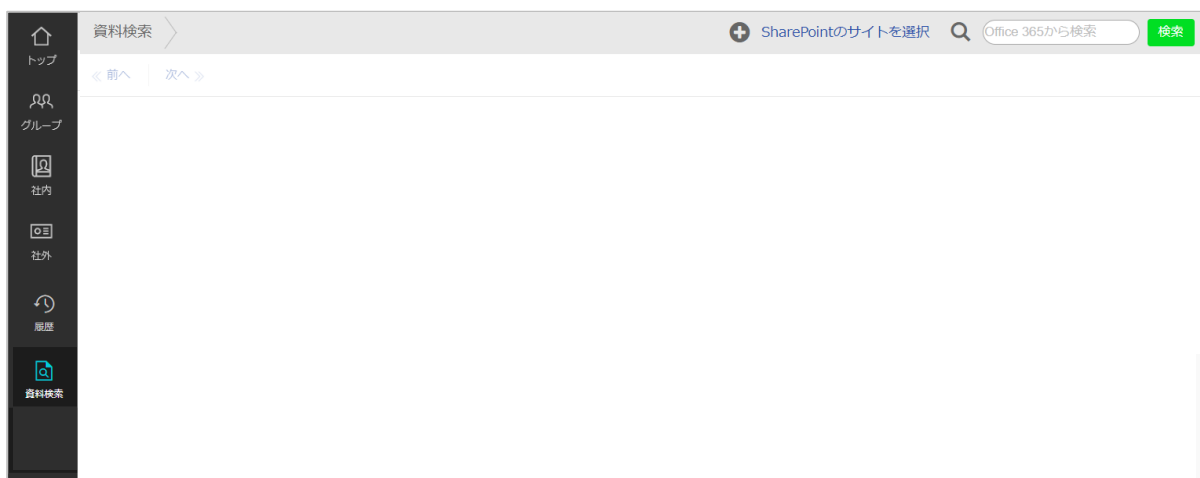 トップ
グループ
社内
社外
履歴
資料検索
資料検索
SharePointのサイトを選択
Office 365から検索
検索
≪ 前へ
次へ ≫